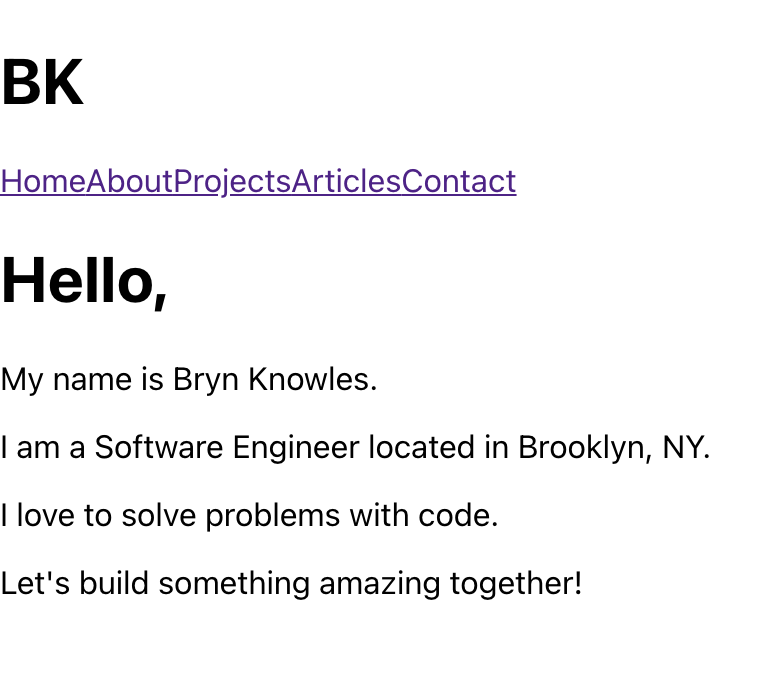 BK
HomeAboutProjectsArticlesContact
Hello,
My name is Bryn Knowles.
I am a Software Engineer located in Brooklyn, NY.
I love to solve problems with code.
Let's build something amazing together!